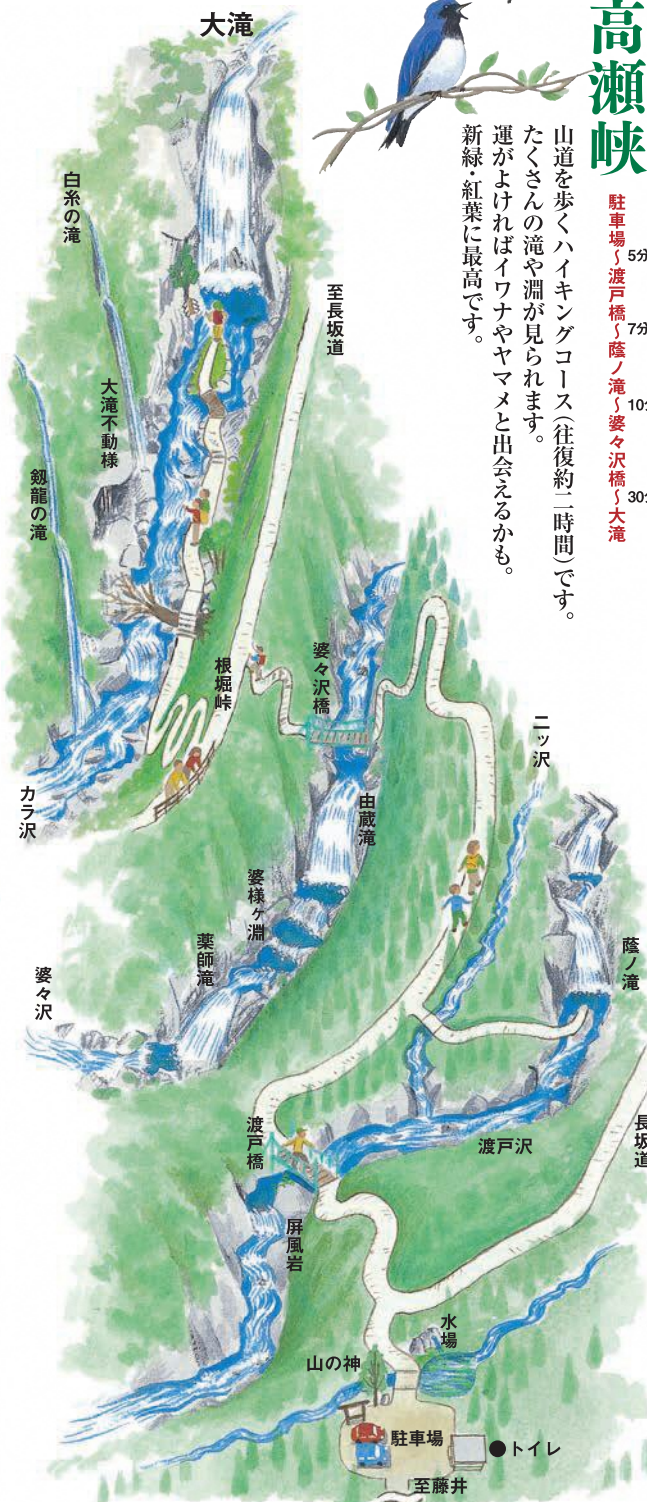 高瀬峡
駐車場〜渡戸橋〜蔭ノ滝〜婆々沢橋〜大滝
5分
7分
10分
30分
山道を歩くハイキングコース(往復約二時間)です。
たくさんの滝や淵が見られます。
運がよければイワナやヤマメと出会えるかも。
新緑・紅葉に最高です。
大滝
白糸の滝
至長坂道
大滝不動様
剱龍の滝
根堀峠
婆々沢橋
二ッ沢
カラ沢
由蔵滝
婆様ヶ淵
薬師滝
蔭ノ滝
婆々沢
渡戸橋
渡戸沢
長坂道
屏風岩
水場
山の神
駐車場
●トイレ
至藤井